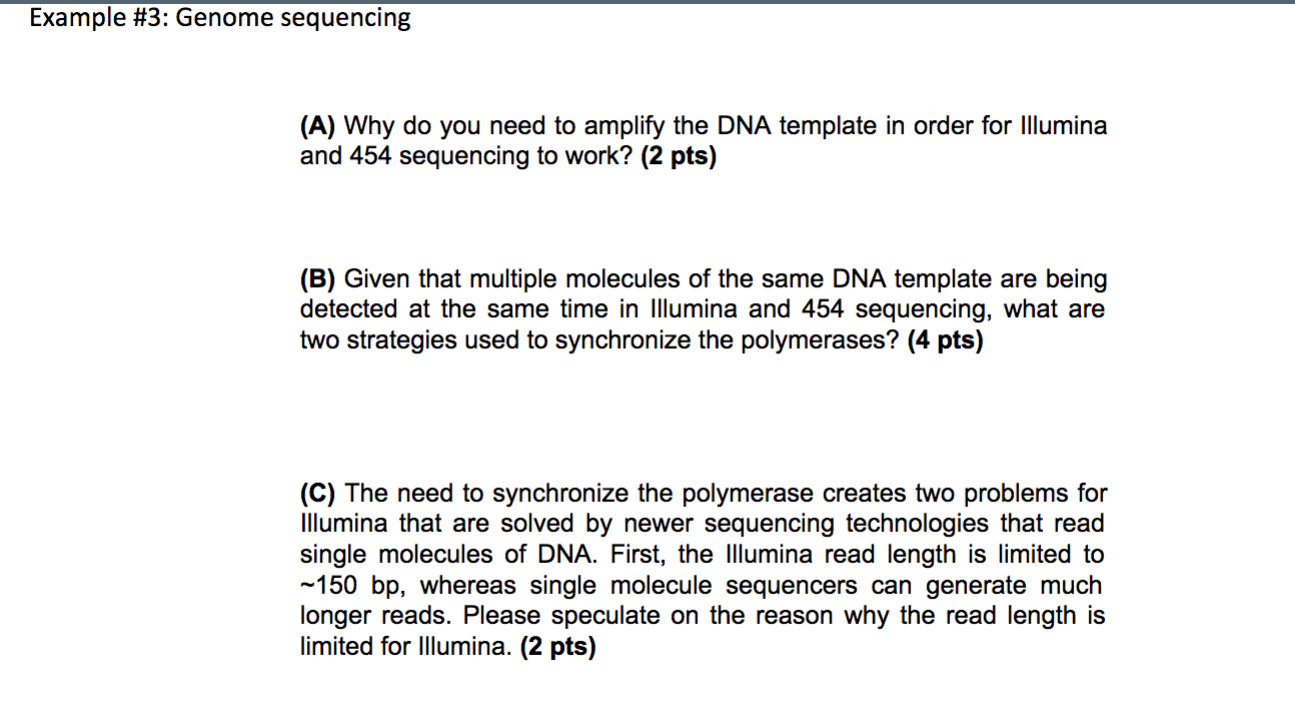 Example #3: Genome sequencing
(A) Why do you need to amplify the DNA template in order for Illumina
and 454 sequencing to work? (2 pts)
(B) Given that multiple molecules of the same DNA template are being
detected at the same time in Illumina and 454 sequencing, what are
two strategies used to synchronize the polymerases? (4 pts)
(C) The need to synchronize the polymerase creates two problems for
Illumina that are solved by newer sequencing technologies that read
single molecules of DNA. First, the Illumina read length is limited to
~150 bp, whereas single molecule sequencers can generate much
longer reads. Please speculate on the reason why the read length is
limited for Illumina. (2 pts)